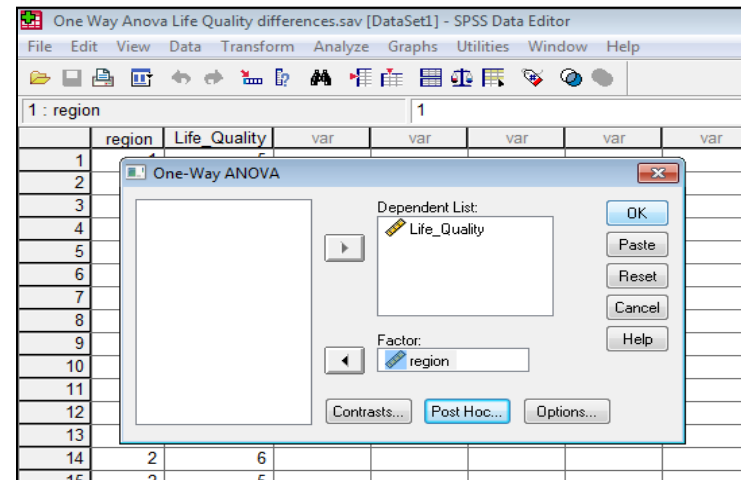 One Way Anova Life Quality differences.sav [DataSet1] - SPSS Data Editor
File Edit View Data Transform Analyze Graphs Utilities Window Help
1 : region 1
region Life_Quality var var var var var
1
2
3
4
5
6
7
8
9
10
11
12
13
14 2 6
15 2 5
One-Way ANOVA
Dependent List:
Life_Quality
Factor:
region
OK
Paste
Reset
Cancel
Help
Contrasts... Post Hoc... Options...